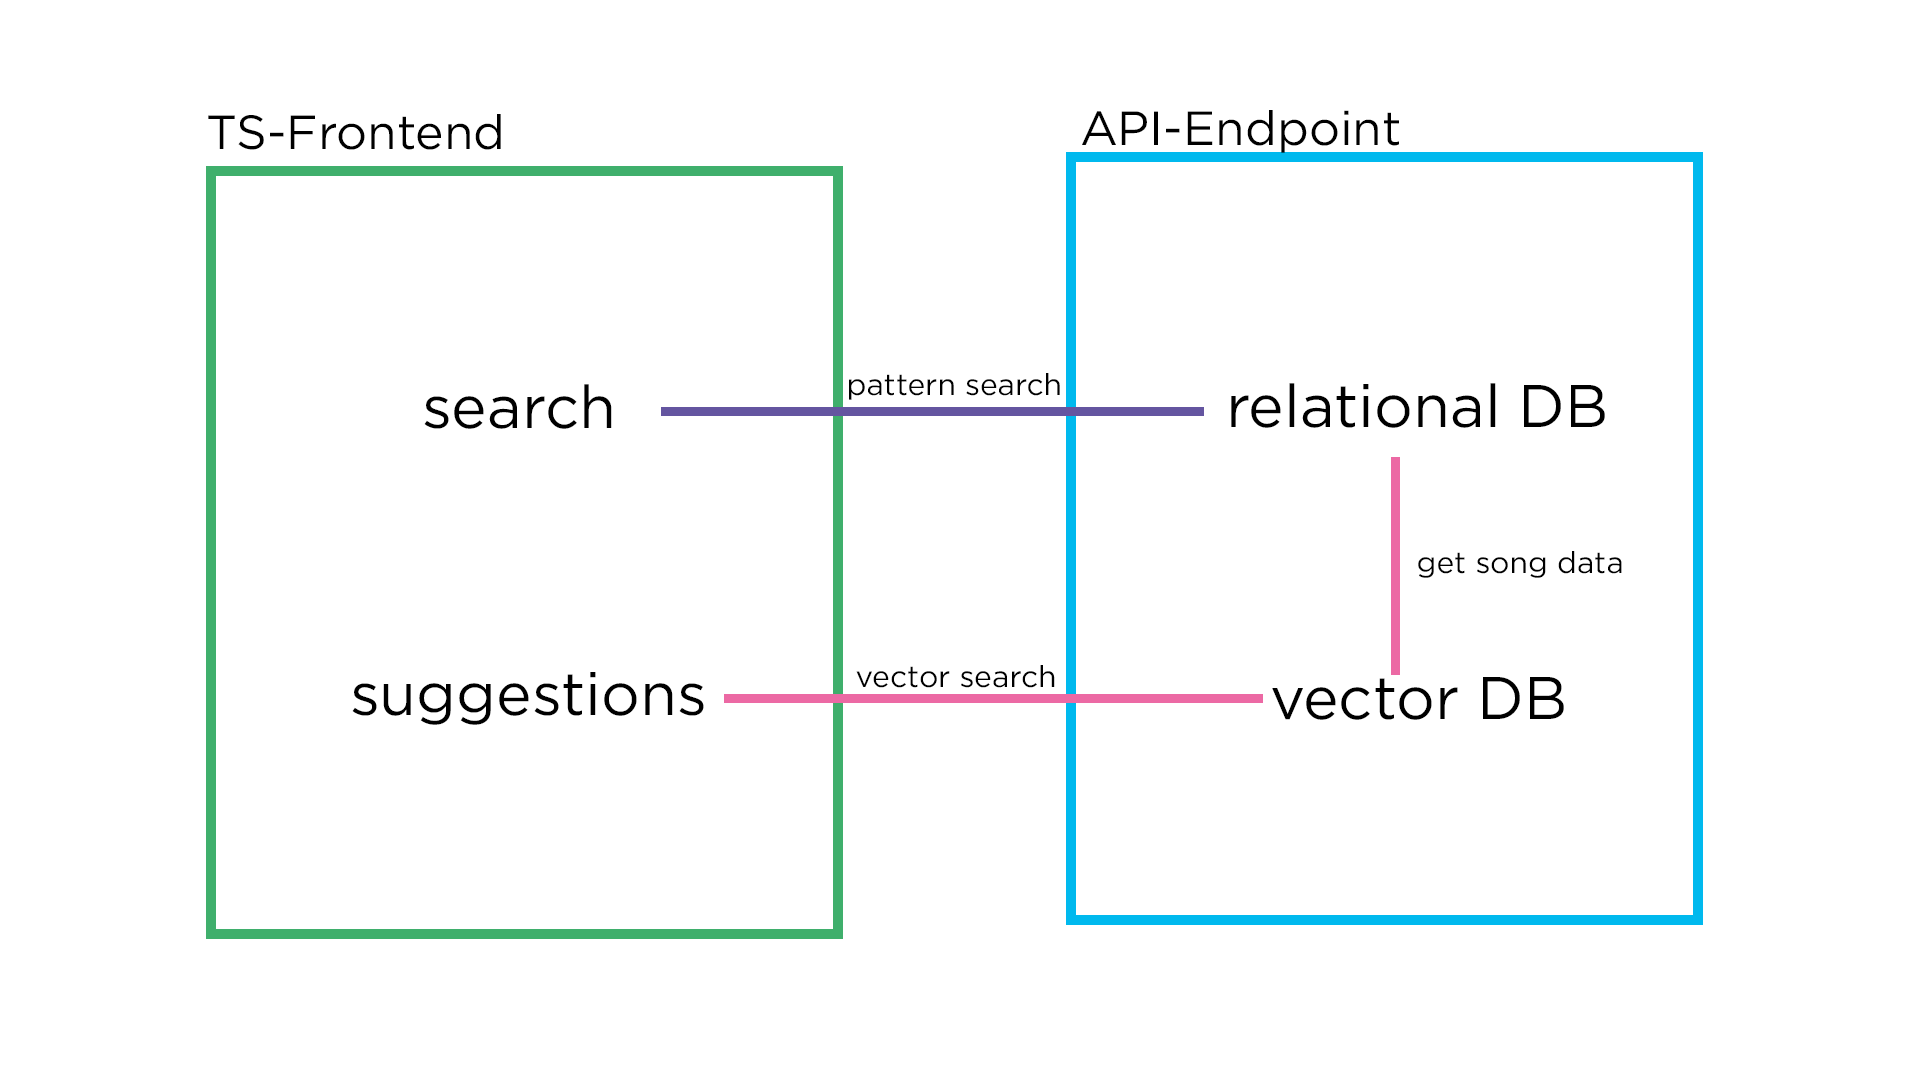 TS-Frontend
API-Endpoint
search
pattern search
relational DB
get song data
suggestions
vector search
vector DB